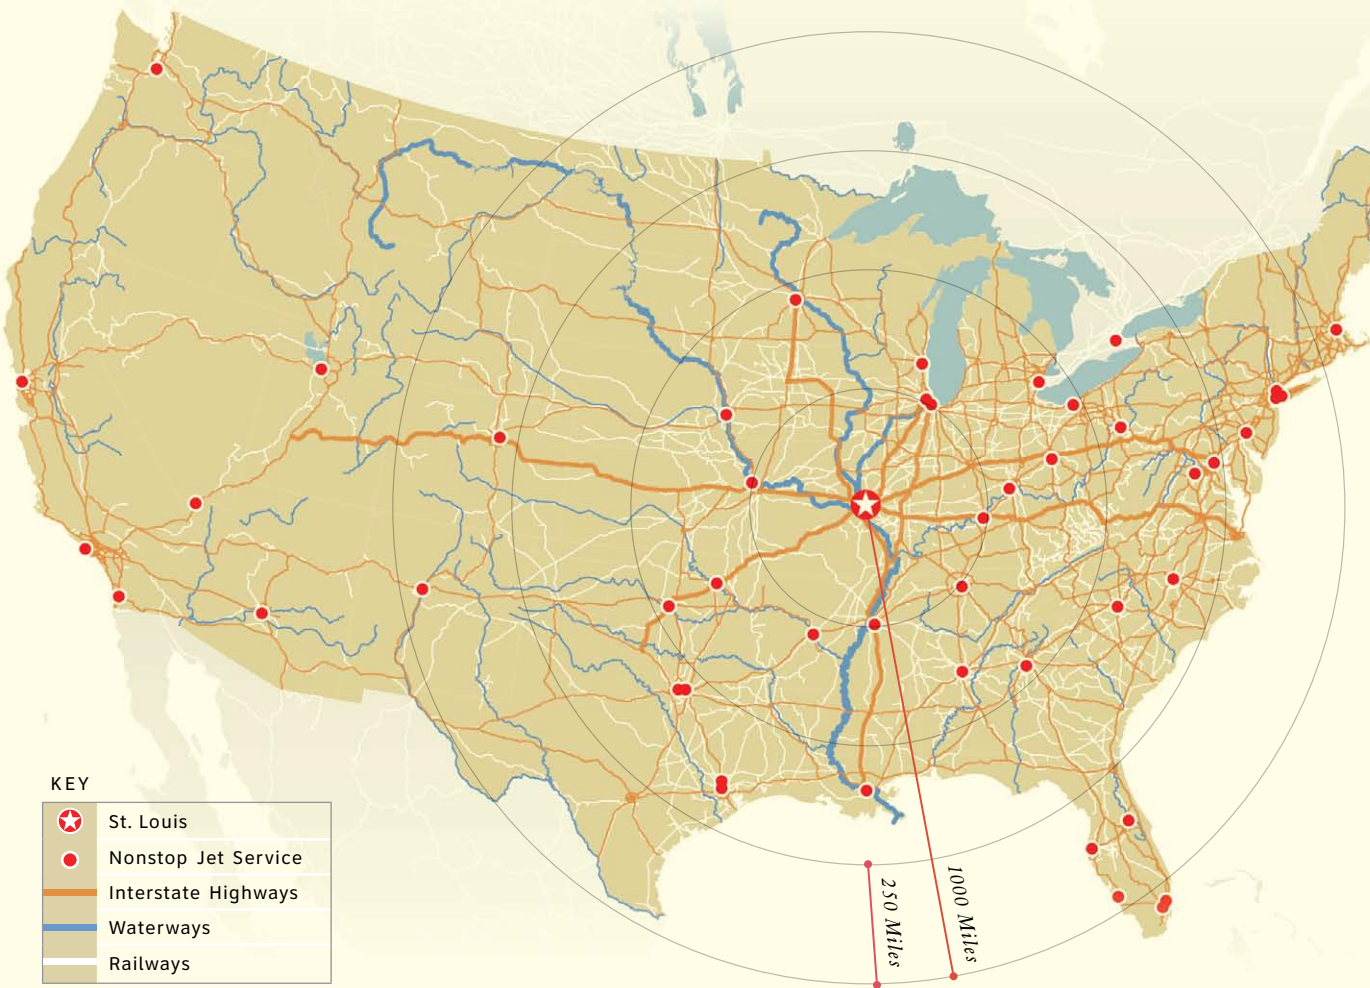 KEY
St. Louis
Nonstop Jet Service
Interstate Highways
Waterways
Railways
250 Miles
1000 Miles